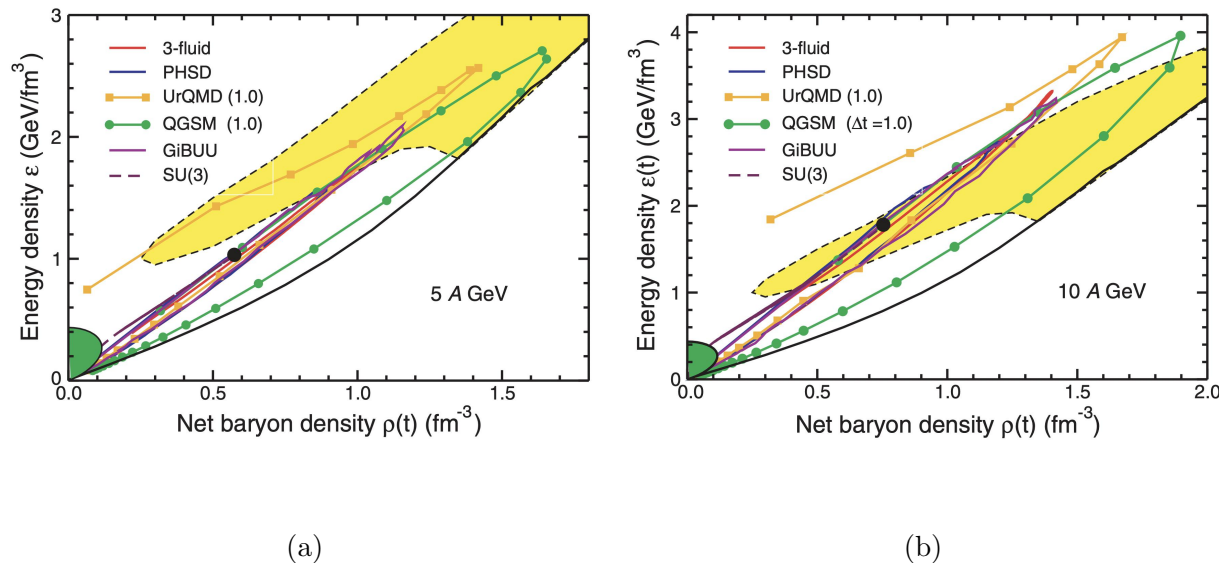 3
2
1
0
0.0
0.5
1.0
1.5
Energy density ε (GeV/fm³)
Net baryon density ρ(t) (fm⁻³)
3-fluid
PHSD
UrQMD (1.0)
QGSM (1.0)
GiBUU
SU(3)
5 A GeV
(a)
4
3
2
1
0
0.0
0.5
1.0
1.5
2.0
Energy density ε(t) (GeV/fm³)
Net baryon density ρ(t) (fm⁻³)
3-fluid
PHSD
UrQMD (1.0)
QGSM (Δt =1.0)
GiBUU
SU(3)
10 A GeV
(b)